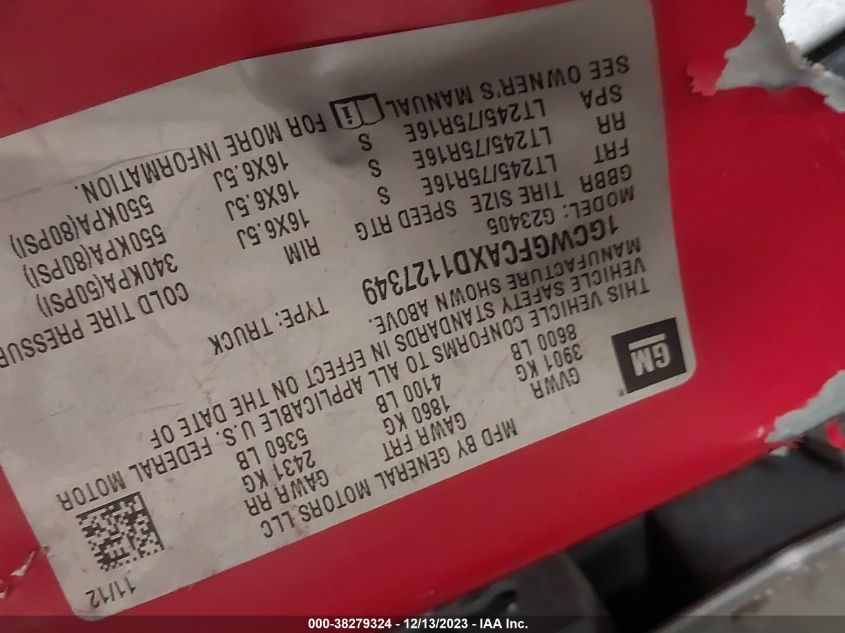 MFD BY GENERAL MOTORS LLC 11/12
GVWR GAWR FRT GAWR RR
3901 KG 1860 KG 2431 KG
8600 LB 4100 LB 5360 LB
GM
THIS VEHICLE CONFORMS TO ALL APPLICABLE U.S. FEDERAL MOTOR
VEHICLE SAFETY STANDARDS IN EFFECT ON THE DATE OF
MANUFACTURE SHOWN ABOVE.
1GCWGFCAXD1127349 TYPE: TRUCK
MODEL: G23405
GBBR TIRE SIZE SPEED RTG RIM COLD TIRE PRESSUR
FRT LT245/75R16E S 16X6.5J 340KPA(50PSI)
RR LT245/75R16E S 16X6.5J 550KPA(80PSI)
SPA LT245/75R16E S 16X6.5J 550KPA(80PSI)
SEE OWNER'S MANUAL FOR MORE INFORMATION.
000-38279324 - 12/13/2023 - IAA Inc.